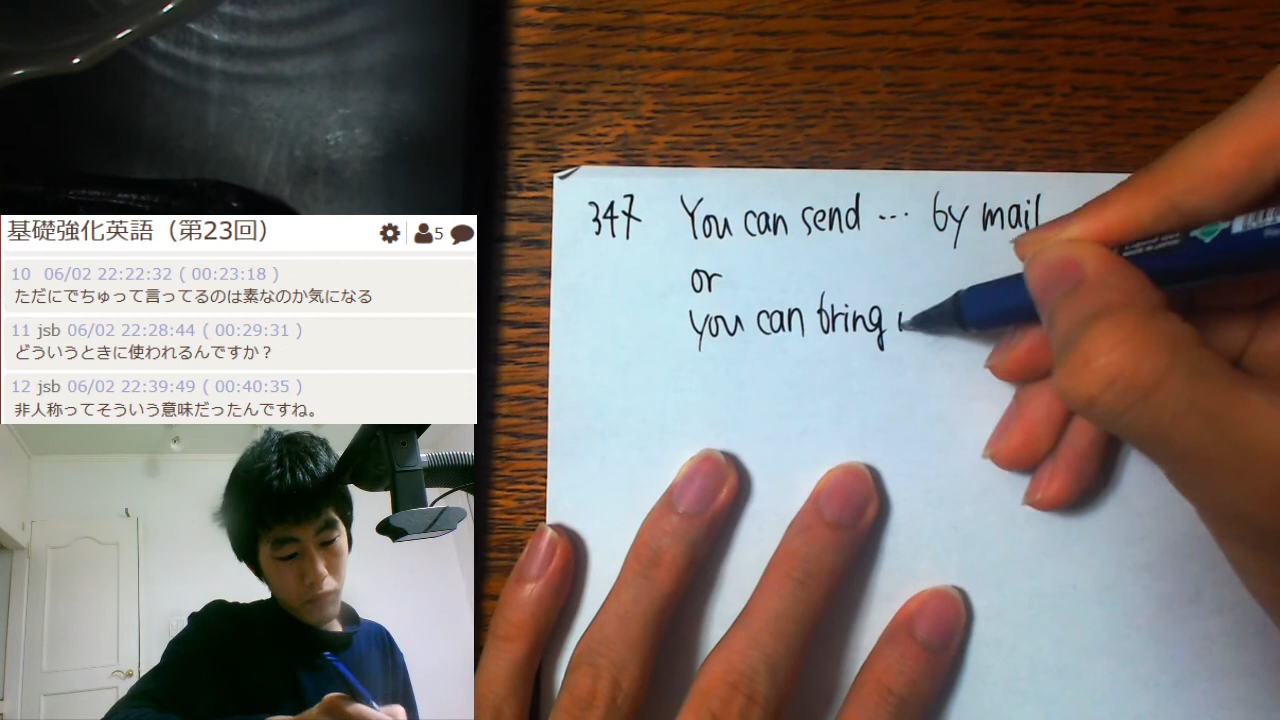 基礎強化英語（第23回）
5
10 06/02 22:22:32 ( 00:23:18 )
ただにでちゅって言ってるのは素なのか気になる
11 jsb 06/02 22:28:44 ( 00:29:31 )
どういうときに使われるんですか？
12 jsb 06/02 22:39:49 ( 00:40:35 )
非人称ってそういう意味だったんですね。
347 You can send ... by mail
or
you can bring